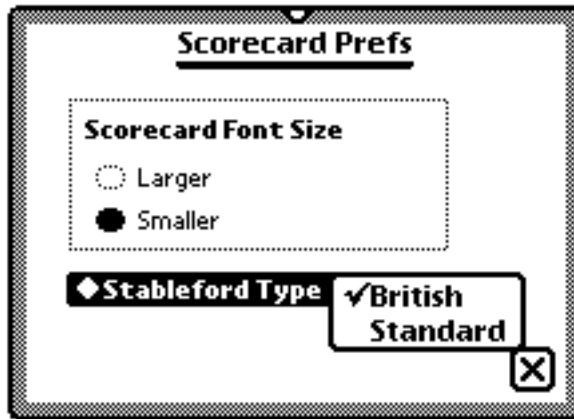 Scorecard Prefs
Scorecard Font Size
Larger
Smaller
Stableford Type
British
Standard